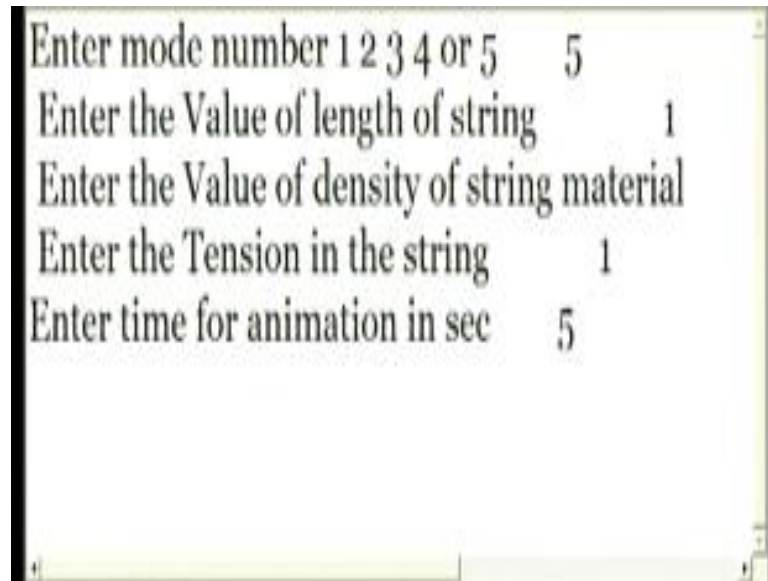 Enter mode number 1 2 3 4 or 5 5
Enter the Value of length of string 1
Enter the Value of density of string material
Enter the Tension in the string 1
Enter time for animation in sec 5